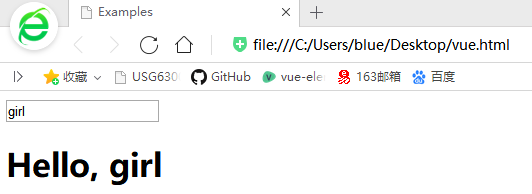 Examples
file:///C:/Users/blue/Desktop/vue.html
收藏 USG630 GitHub vue-ele 163邮箱 百度
girl
Hello, girl